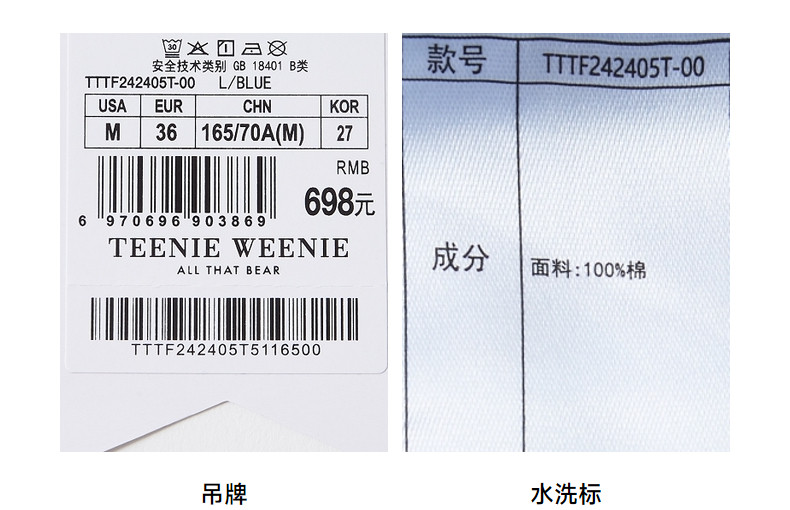 30
安全技术类别 GB 18401 B类
TTTF242405T-00 L/BLUE
USA EUR CHN KOR
M 36 165/70A(M) 27
RMB
698元
6 970696 903869
TEENIE WEENIE
ALL THAT BEAR
TTTF242405T5116500
吊牌
款号 TTTF242405T-00
成分 面料:100%棉
水洗标